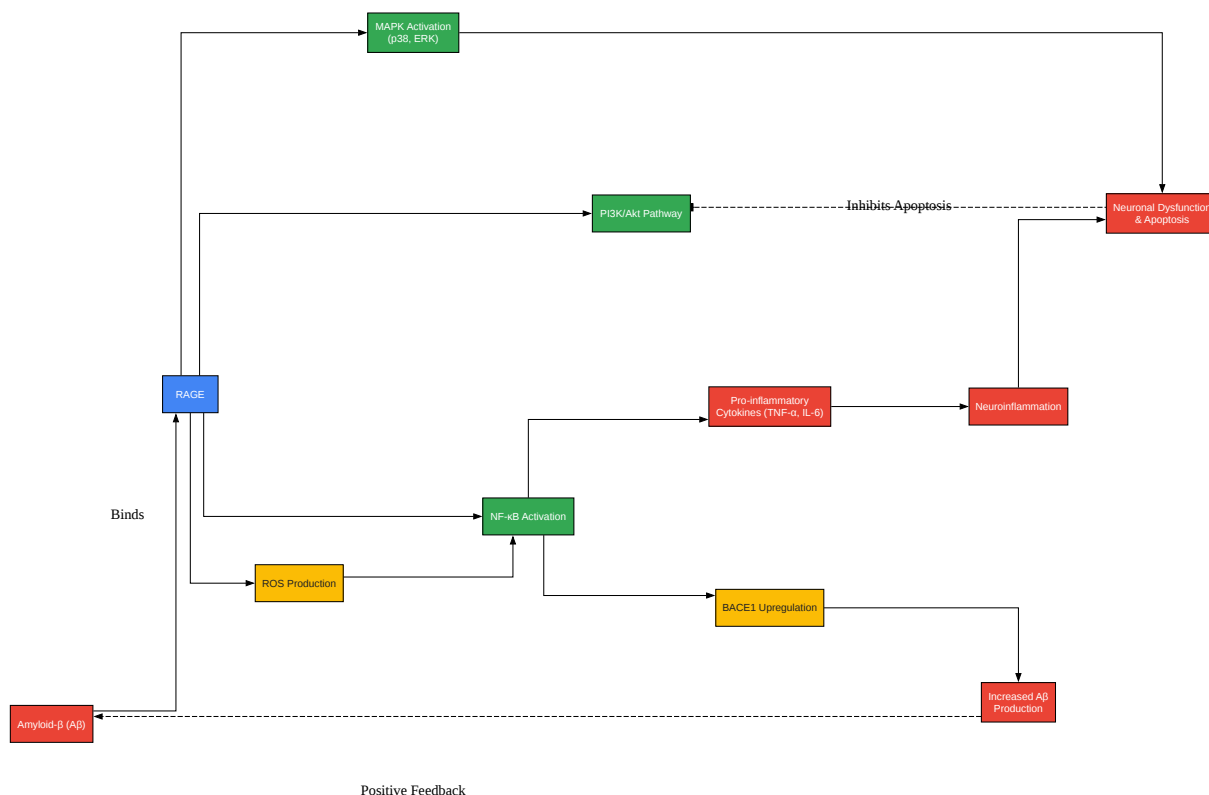 MAPK Activation
(p38, ERK)
PI3K/Akt Pathway
Inhibits Apoptosis
Neuronal Dysfunction
& Apoptosis
RAGE
Pro-inflammatory
Cytokines (TNF-α, IL-6)
Neuroinflammation
Binds
NF-κB Activation
ROS Production
BACE1 Upregulation
Increased Aβ
Production
Amyloid-β (Aβ)
Positive Feedback